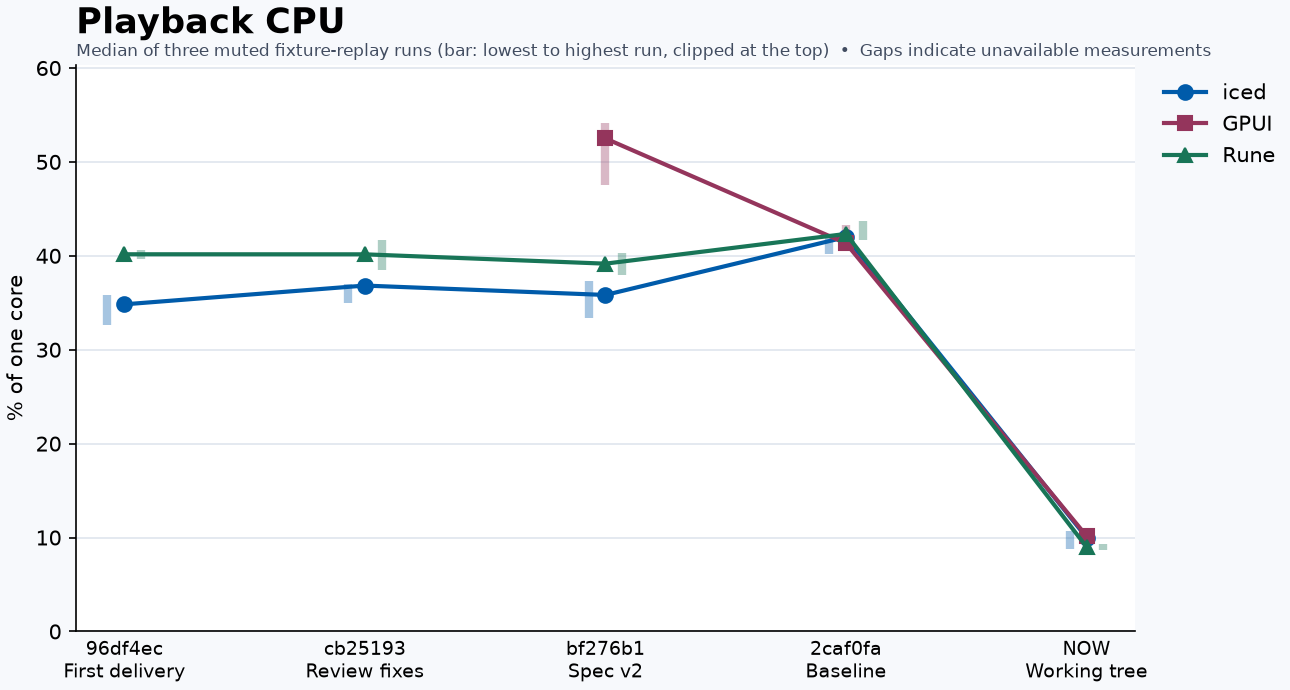 Playback CPU
Median of three muted fixture-replay runs (bar: lowest to highest run, clipped at the top)  •  Gaps indicate unavailable measurements
iced
GPUI
Rune
% of one core
60
50
40
30
20
10
0
96df4ec
First delivery
cb25193
Review fixes
bf276b1
Spec v2
2caf0fa
Baseline
NOW
Working tree